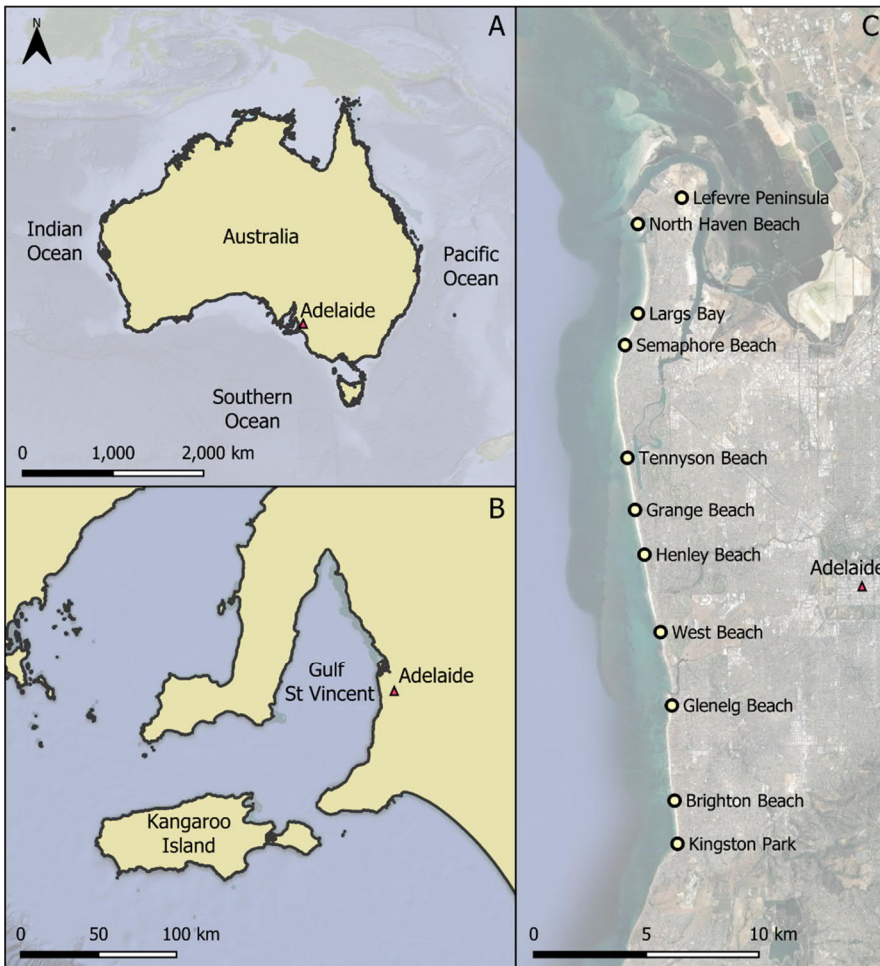 N
A
Indian
Ocean
Australia
Pacific
Ocean
Adelaide
Southern
Ocean
0 1,000 2,000 km
B
Gulf
St Vincent
Adelaide
Kangaroo
Island
0 50 100 km
C
Lefevre Peninsula
North Haven Beach
Largs Bay
Semaphore Beach
Tennyson Beach
Grange Beach
Henley Beach
Adelaide
West Beach
Glenelg Beach
Brighton Beach
Kingston Park
0 5 10 km